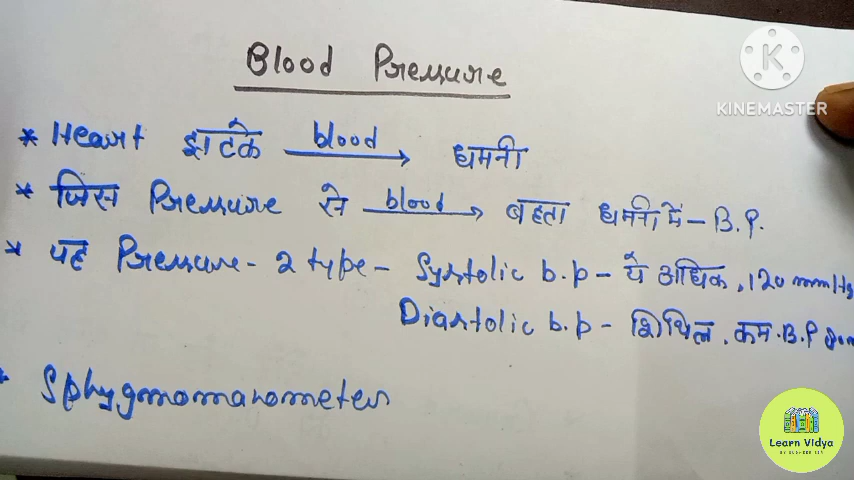 Blood Pressure
KINEMASTER
* Heart झटके blood → धमनी
* जिस Pressure से blood → बहता धमनी में - B.P.
* यह Pressure - 2 type - Systolic b.p - ये अधिक, 120 mmHg
Diastolic b.p - शिथिल, कम B.P
* Sphygmomanometer
Learn Vidya